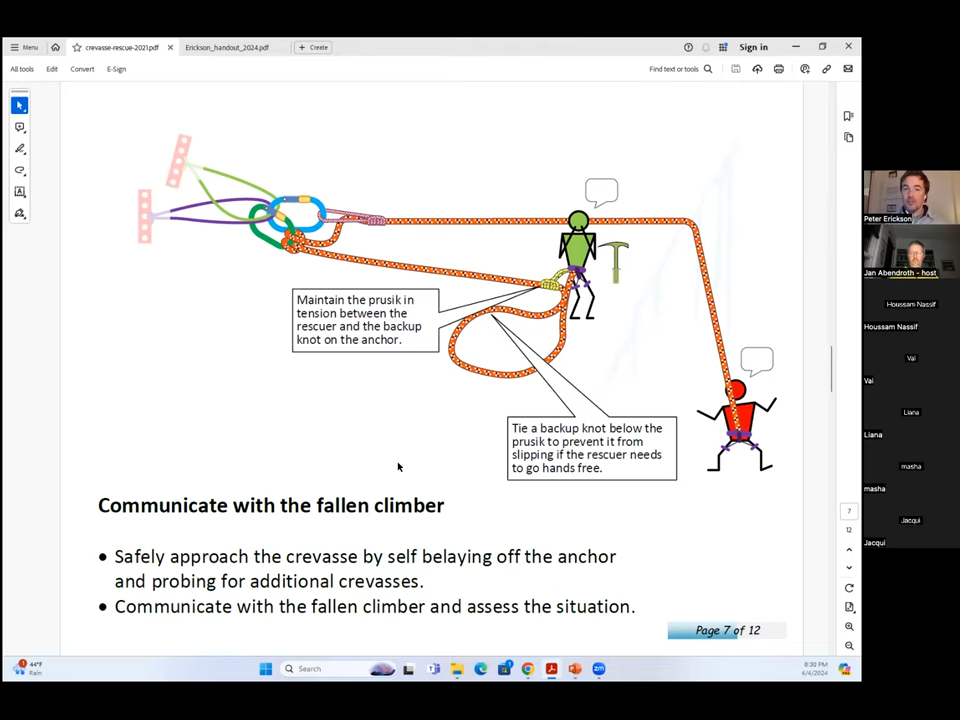 Menu
crevasse-rescue-2021.pdf
Erickson_handout_2024.pdf
Create
Sign in
All tools
Edit
Convert
E-Sign
Find text or tools
Maintain the prusik in
tension between the
rescuer and the backup
knot on the anchor.
Tie a backup knot below the
prusik to prevent it from
slipping if the rescuer needs
to go hands free.
Communicate with the fallen climber
• Safely approach the crevasse by self belaying off the anchor
and probing for additional crevasses.
• Communicate with the fallen climber and assess the situation.
Page 7 of 12
7
12
Peter Erickson
Jan Abendroth - host
Houssam Nassif
Houssam Nassif
Vai
Vai
Liana
Liana
masha
masha
Jacqui
Jacqui
1
44°F
Rain
Search
8:30 PM
4/4/2024